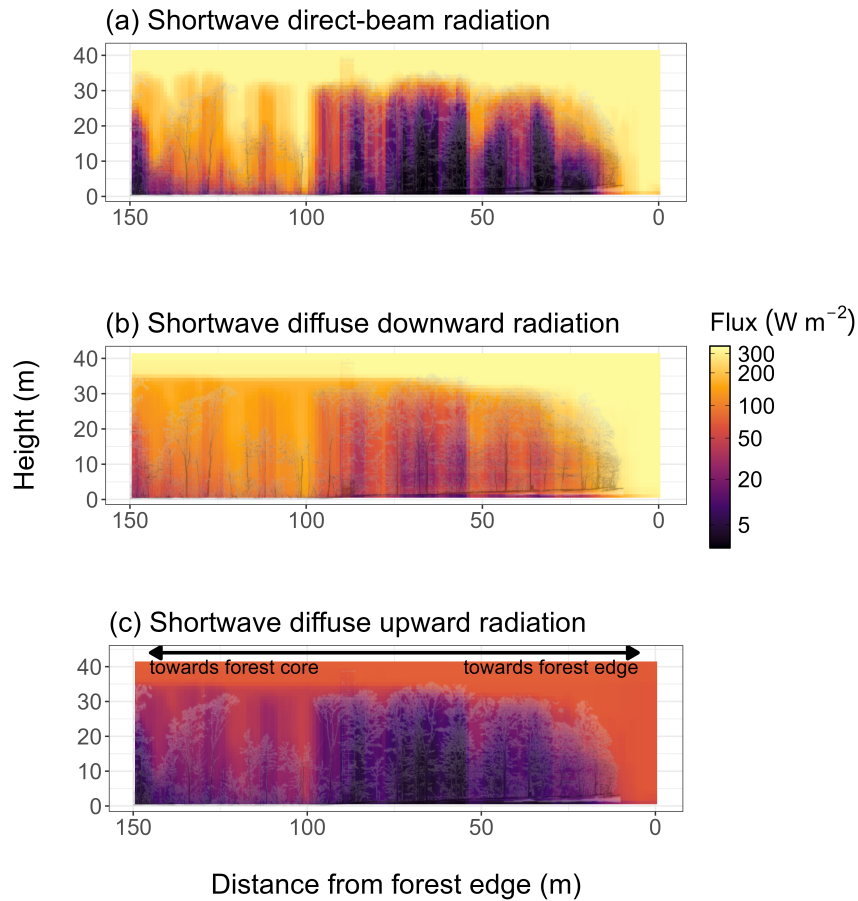 (a) Shortwave direct-beam radiation
40
30
20
10
0
150 100 50 0
(b) Shortwave diffuse downward radiation
40
30
20
10
0
150 100 50 0
Height (m)
Flux (W m⁻²)
300
200
100
50
20
5
(c) Shortwave diffuse upward radiation
towards forest core towards forest edge
40
30
20
10
0
150 100 50 0
Distance from forest edge (m)